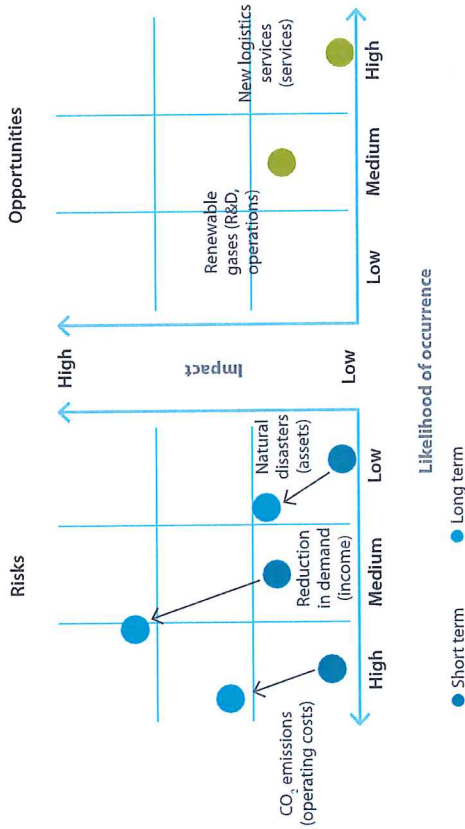 Risks
Opportunities
High
Impact
Low
CO₂ emissions
(operating costs)
Reduction
in demand
(income)
Natural
disasters
(assets)
High
Medium
Low
Renewable
gases (R&D,
operations)
New logistics
services
(services)
Low
Medium
High
Likelihood of occurrence
Short term
Long term